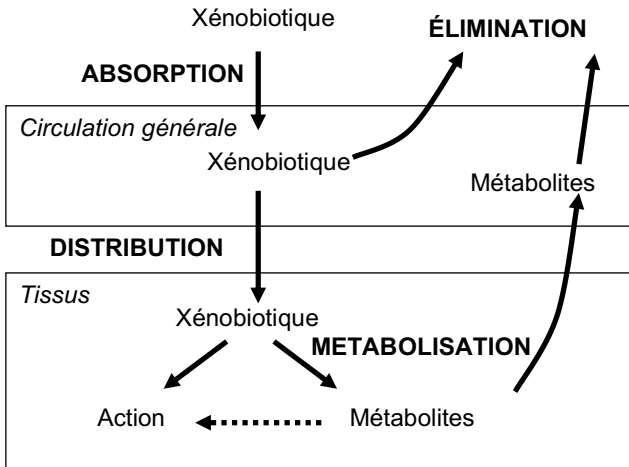 Xénobiotique
ÉLIMINATION
ABSORPTION
Circulation générale
Xénobiotique
Métabolites
DISTRIBUTION
Tissus
Xénobiotique
METABOLISATION
Action
Métabolites